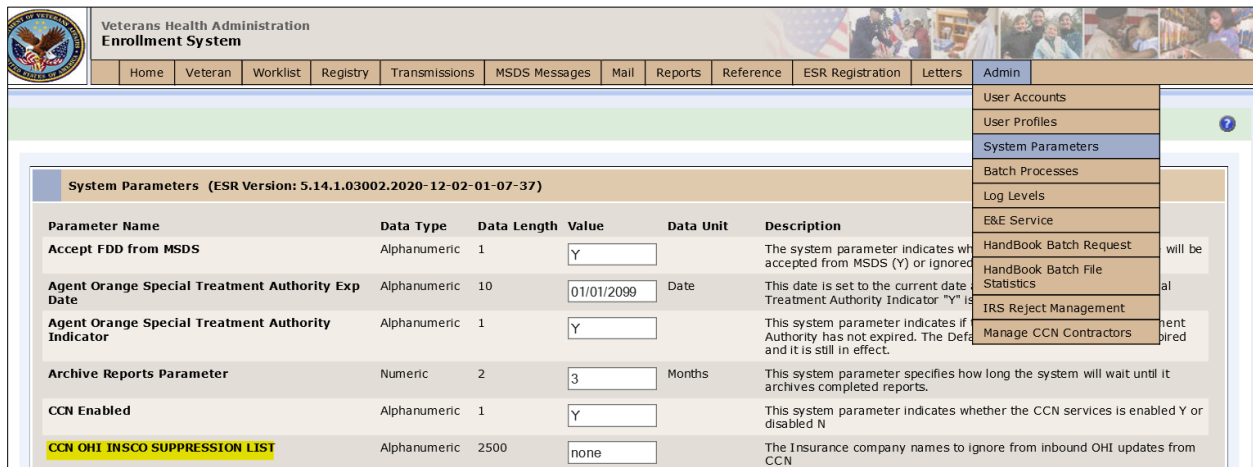 Veterans Health Administration
Enrollment System
Home Veteran Worklist Registry Transmissions MSDS Messages Mail Reports Reference ESR Registration Letters Admin
User Accounts
User Profiles
System Parameters
Batch Processes
Log Levels
E&E Service
HandBook Batch Request
HandBook Batch File
Statistics
IRS Reject Management
Manage CCN Contractors
System Parameters (ESR Version: 5.14.1.03002.2020-12-02-01-07-37)
Parameter Name Data Type Data Length Value Data Unit Description
Accept FDD from MSDS Alphanumeric 1 Y The system parameter indicates will be
accepted from MSDS (Y) or ignored
Agent Orange Special Treatment Authority Exp Alphanumeric 10 01/01/2099 Date This date is set to the current date
Date Treatment Authority Indicator "Y" is
Agent Orange Special Treatment Authority Alphanumeric 1 Y This system parameter indicates if
Indicator Authority has not expired. The
and it is still in effect.
Archive Reports Parameter Numeric 2 3 Months This system parameter specifies how long the system will wait until it
archives completed reports.
CCN Enabled Alphanumeric 1 Y This system parameter indicates whether the CCN services is enabled Y or
disabled N
CCN OHI INSCO SUPPRESSION LIST Alphanumeric 2500 none The Insurance company names to ignore from inbound OHI updates from
CCN